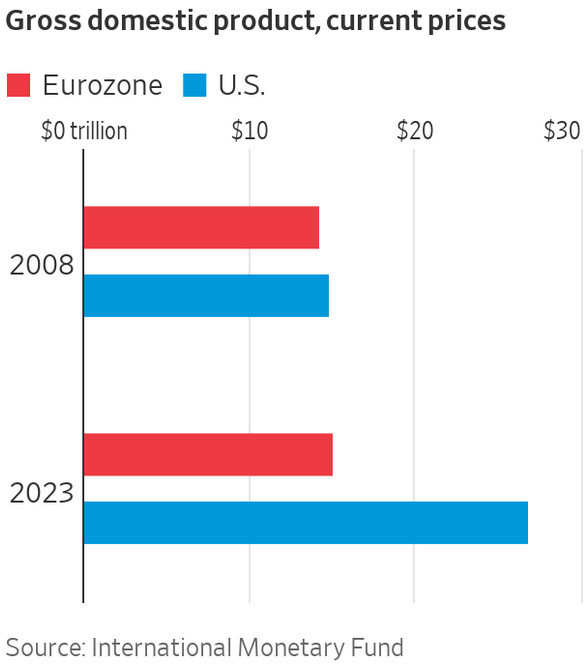 Gross domestic product, current prices
Eurozone U.S.
$0 trillion $10 $20 $30
2008
2023
Source: International Monetary Fund